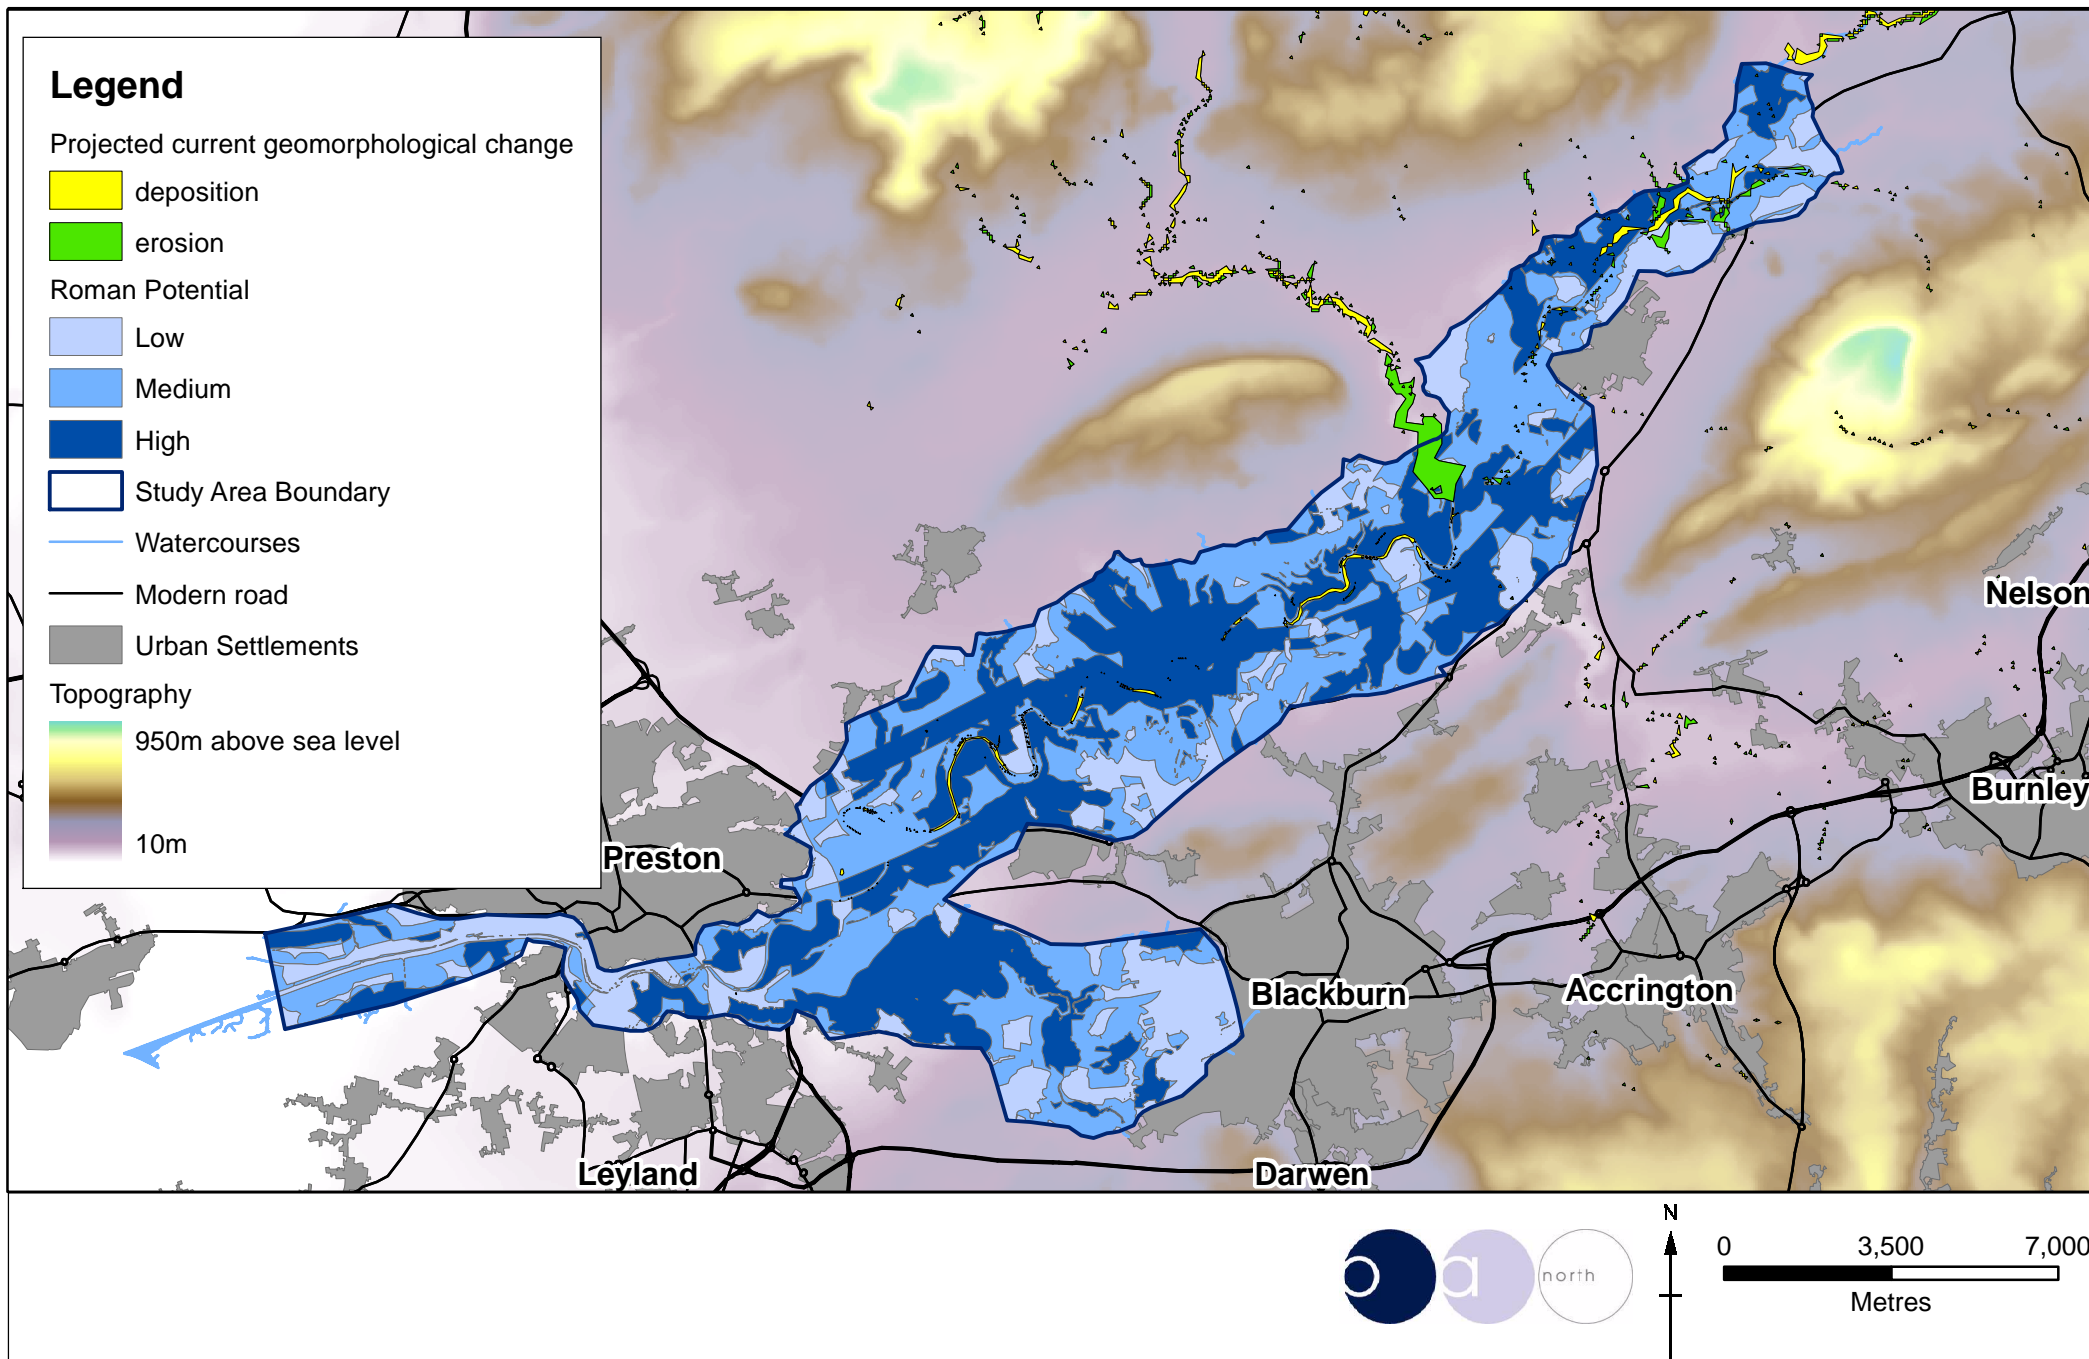 Legend
Projected current geomorphological change
deposition
erosion
Roman Potential
Low
Medium
High
Study Area Boundary
Watercourses
Modern road
Urban Settlements
Topography
950m above sea level
10m
Nelson
Burnley
Preston
Blackburn
Accrington
Leyland
Darwen
o a north
N
0 3,500 7,000
Metres